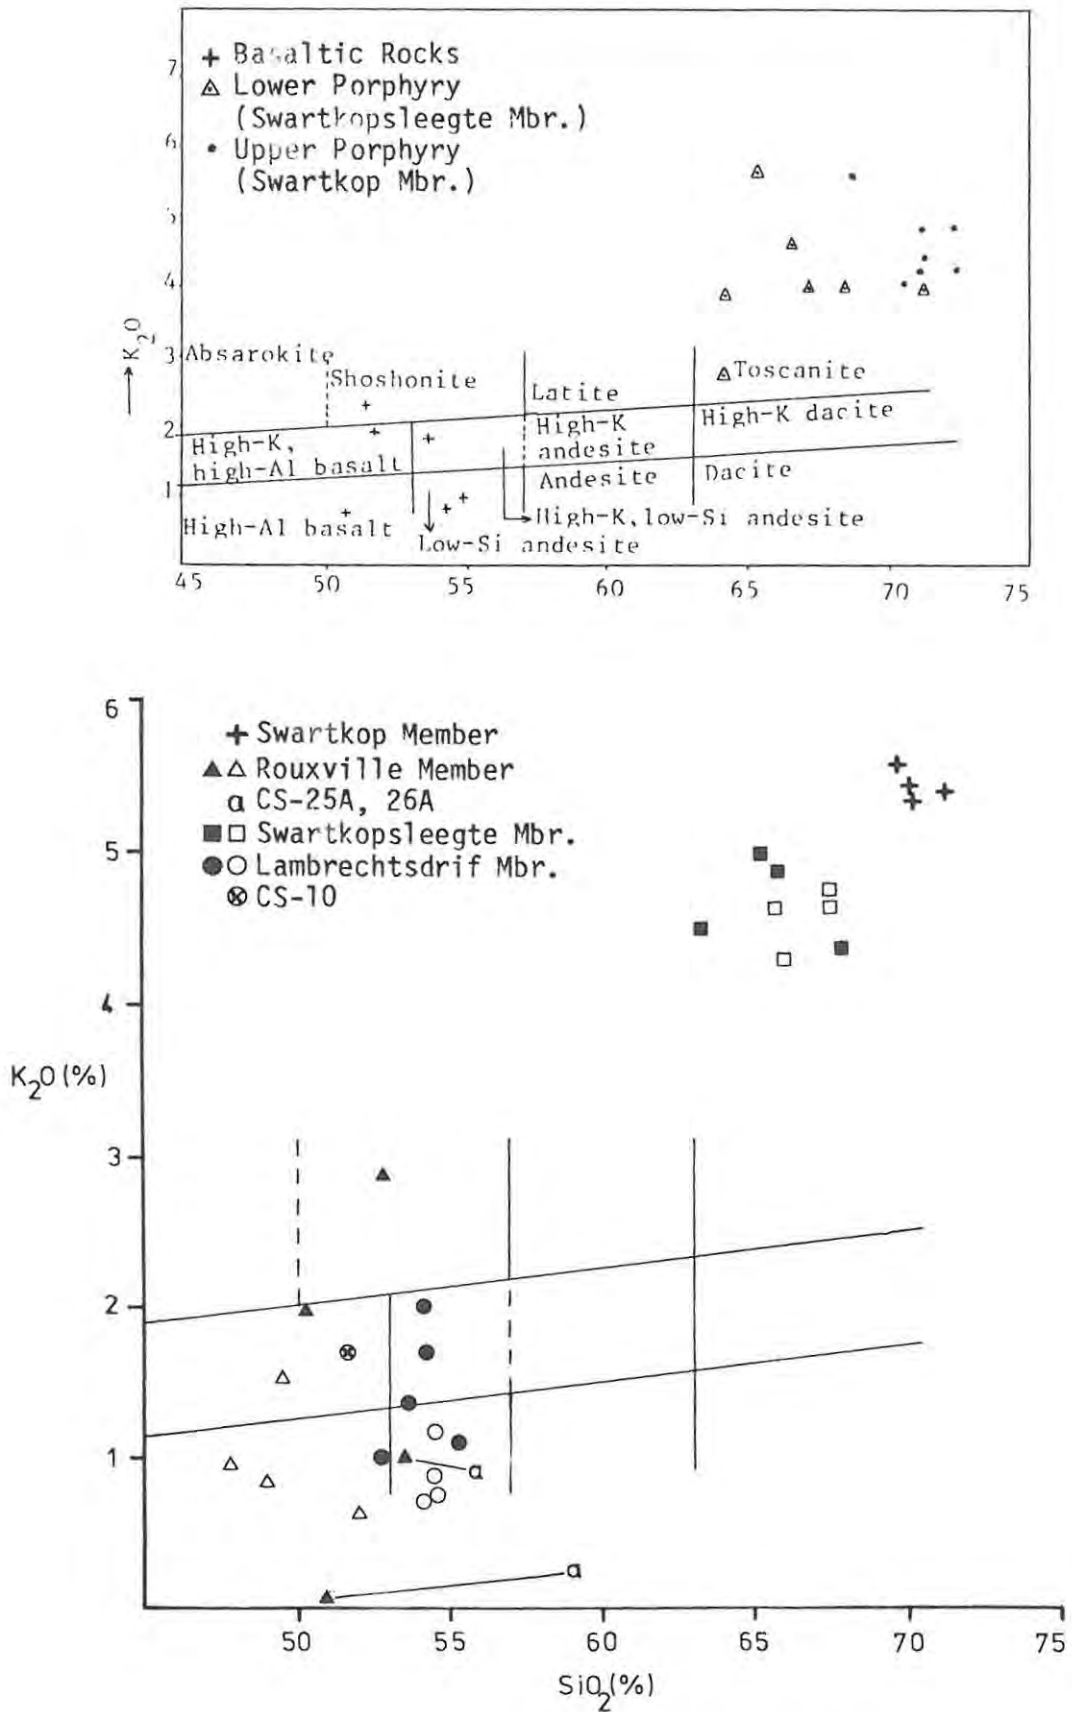 + Basaltic Rocks
Lower Porphyry
(Swartkopsleegte Mbr.)
• Upper Porphyry
(Swartkop Mbr.)
7
6
5
4
3
2
1
→ K2O
Absarokite
Shoshonite
Latite
Toscanite
High-K,
high-Al basalt
High-K
andesite
High-K dacite
Andesite
Dacite
High-Al basalt
Low-Si andesite
High-K, low-Si andesite
45 50 55 60 65 70 75
6
5
4
3
2
1
K2O (%)
+ Swartkop Member
▲△ Rouxville Member
a CS-25A, 26A
■□ Swartkopsleegte Mbr.
●○ Lambrechtsdrif Mbr.
⊗ CS-10
a
a
50 55 60 65 70 75
SiO2 (%)